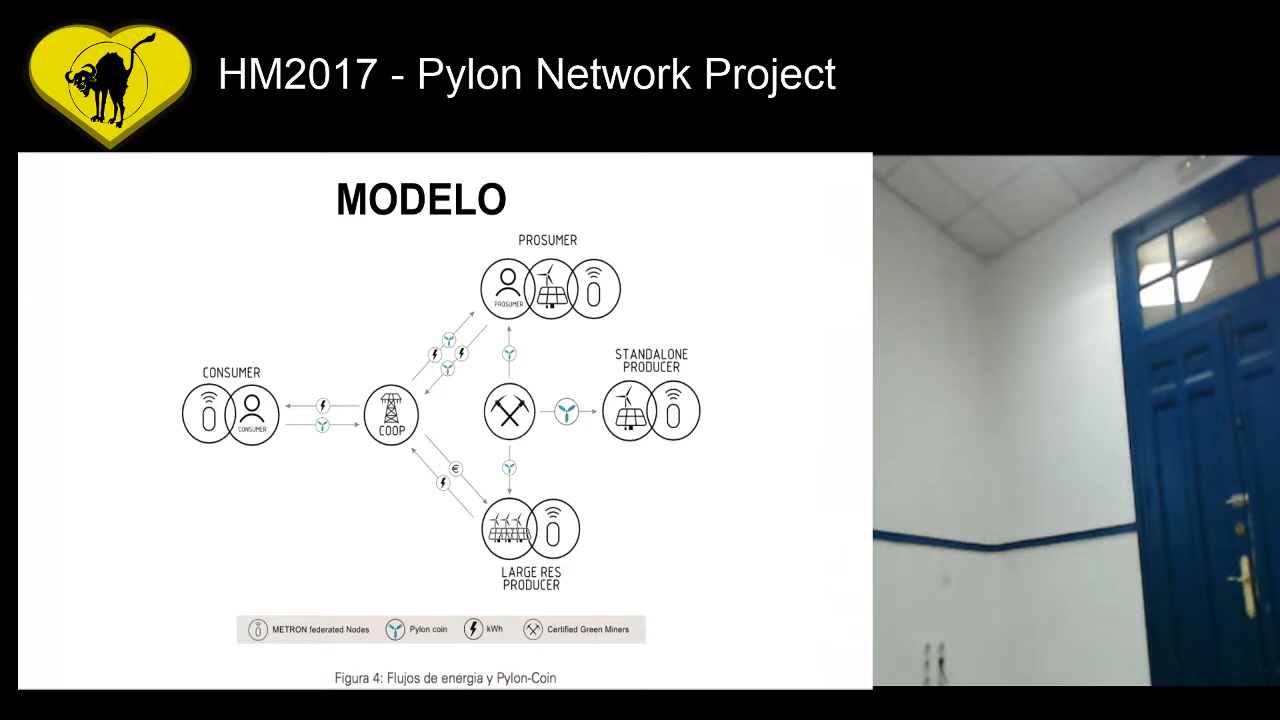 HM2017 - Pylon Network Project
MODELO
PROSUMER
PROSUMER
STANDALONE
PRODUCER
CONSUMER
CONSUMER
COOP
€
LARGE RES
PRODUCER
METRON federated Nodes
Pylon coin
kWh
Certified Green Miners
Figura 4: Flujos de energia y Pylon-Coin